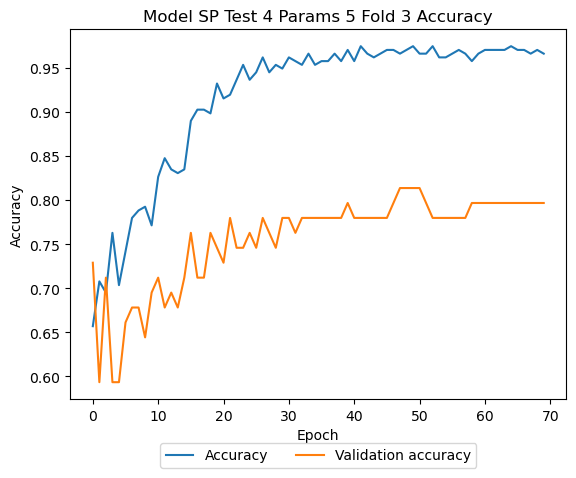 Model SP Test 4 Params 5 Fold 3 Accuracy
Accuracy
0.95
0.90
0.85
0.80
0.75
0.70
0.65
0.60
0 10 20 30 40 50 60 70
Epoch
Accuracy Validation accuracy